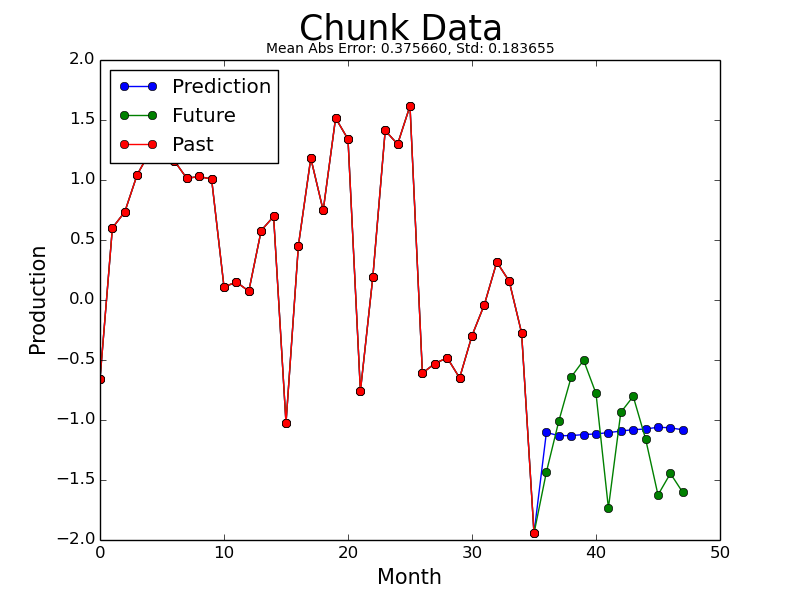 Chunk Data
Mean Abs Error: 0.375660, Std: 0.183655
Prediction
Future
Past
2.0
1.5
1.0
0.5
0.0
−0.5
−1.0
−1.5
−2.0
Production
0 10 20 30 40 50
Month